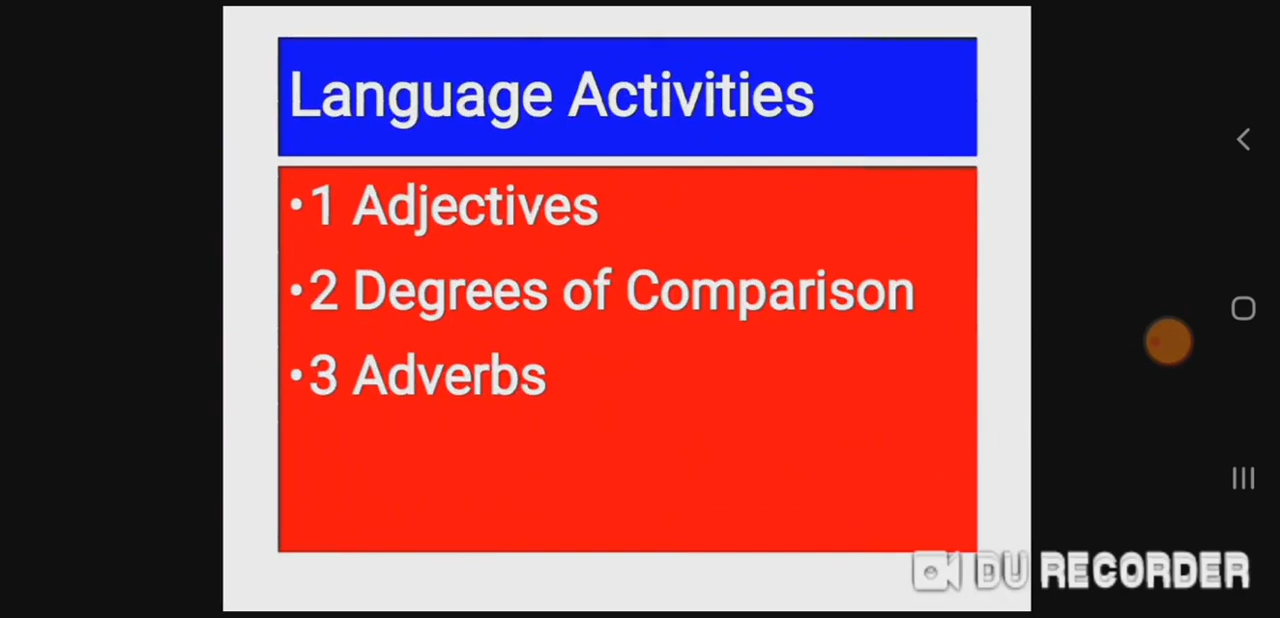 Language Activities
•1 Adjectives
•2 Degrees of Comparison
•3 Adverbs
DU RECORDER